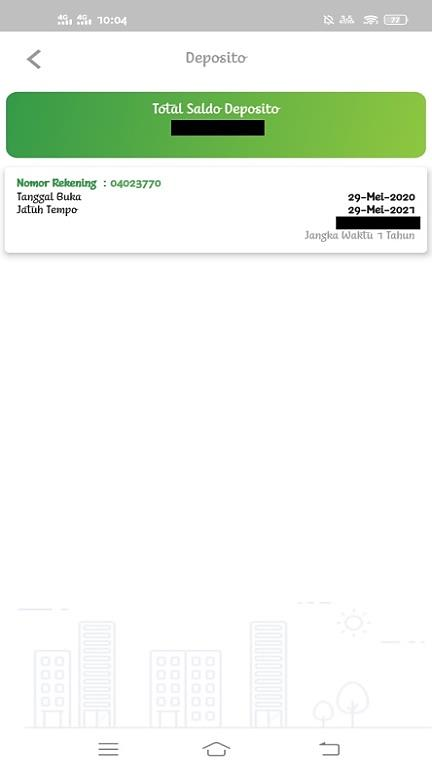 4G 4G 10:04 77
Deposito
Total Saldo Deposito
Nomor Rekening : 04023770
Tanggal Buka 29-Mei-2020
Jatuh Tempo 29-Mei-2021
Jangka Waktu 1 Tahun